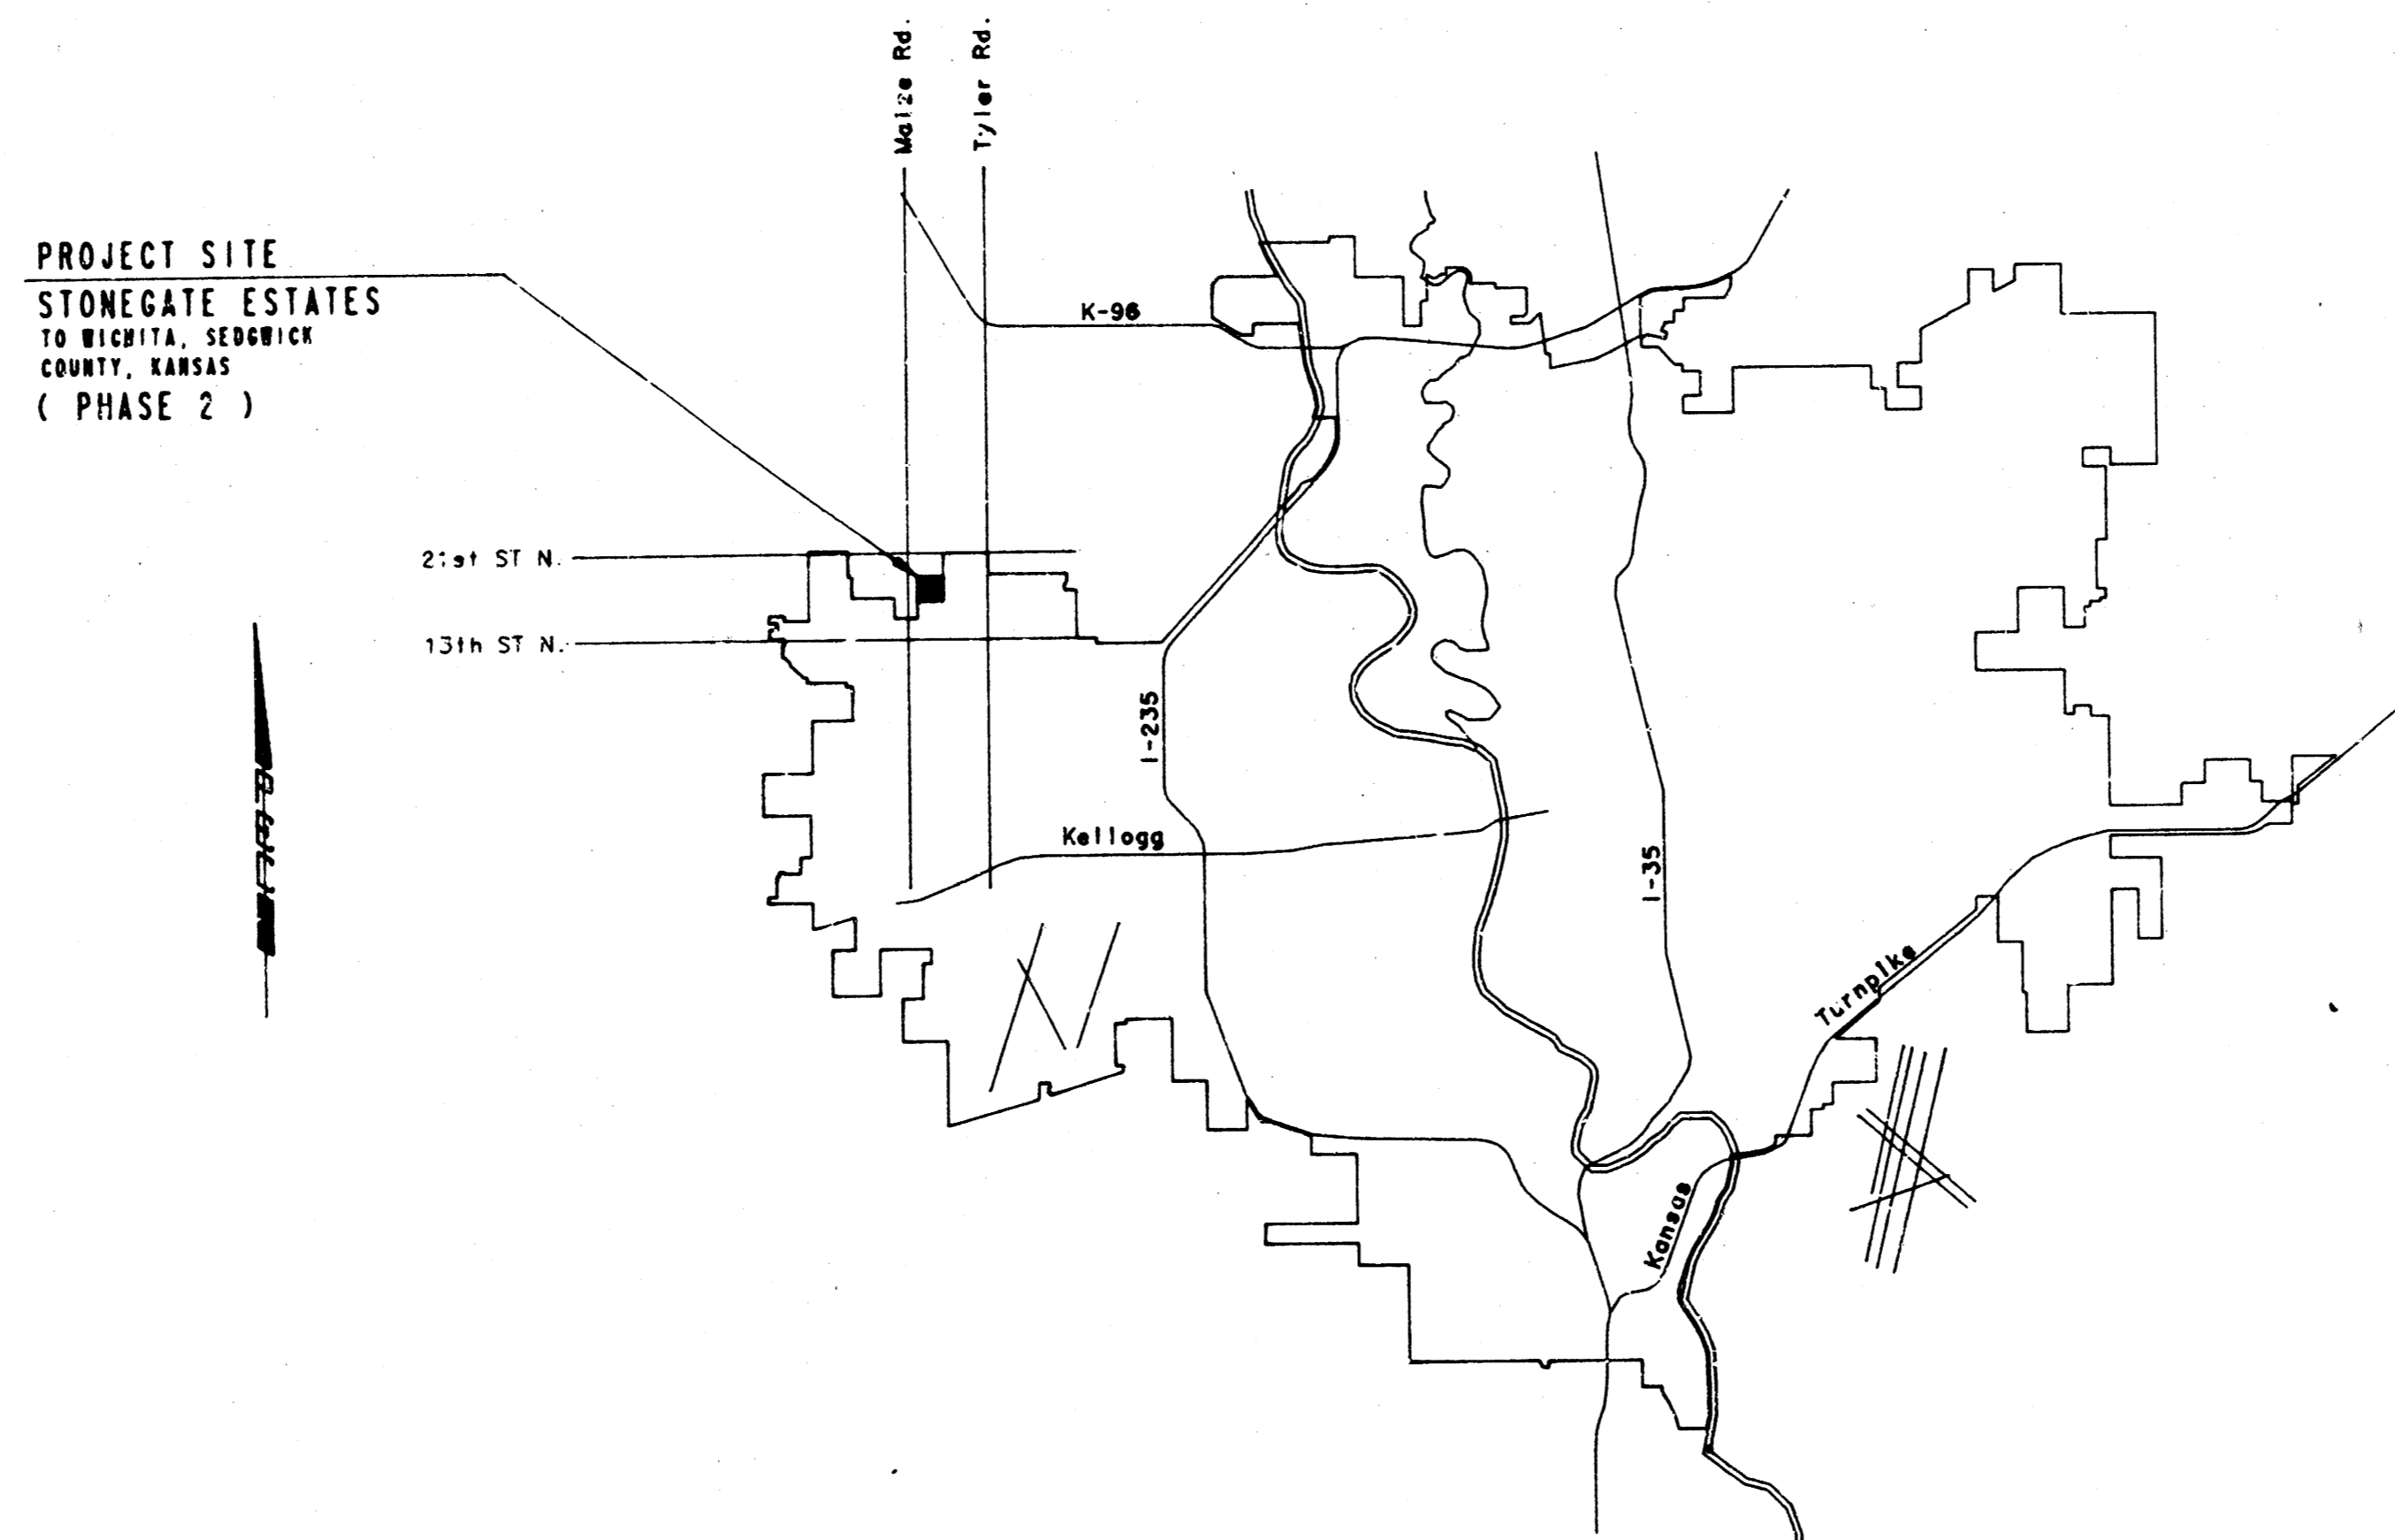 Maize Rd.
Tyler Rd.
PROJECT SITE
STONEGATE ESTATES
TO WICHITA, SEDGWICK
COUNTY, KANSAS
( PHASE 2 )
K-96
21st ST N.
13th ST N.
I-235
Kellogg
I-35
Turnpike
Kansas